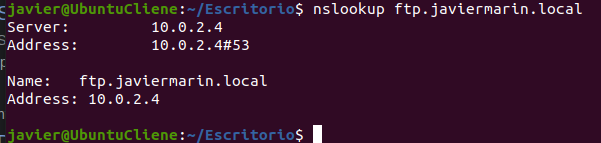 javier@UbuntuCliene:~/Escritorio$ nslookup ftp.javiermarin.local
Server:         10.0.2.4
Address:        10.0.2.4#53

Name:   ftp.javiermarin.local
Address: 10.0.2.4

javier@UbuntuCliene:~/Escritorio$